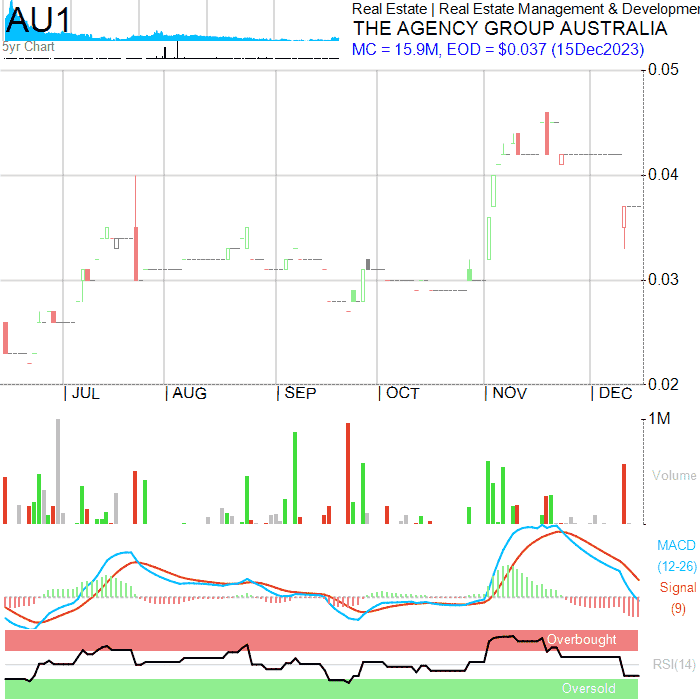 AU1
Real Estate | Real Estate Management & Developmen
THE AGENCY GROUP AUSTRALIA
5yr Chart
MC = 15.9M, EOD = $0.037 (15Dec2023)
0.05
0.04
0.03
0.02
| JUL | AUG | SEP | OCT | NOV | DEC
1M
Volume
MACD
(12-26)
Signal
(9)
Overbought
RSI(14)
Oversold